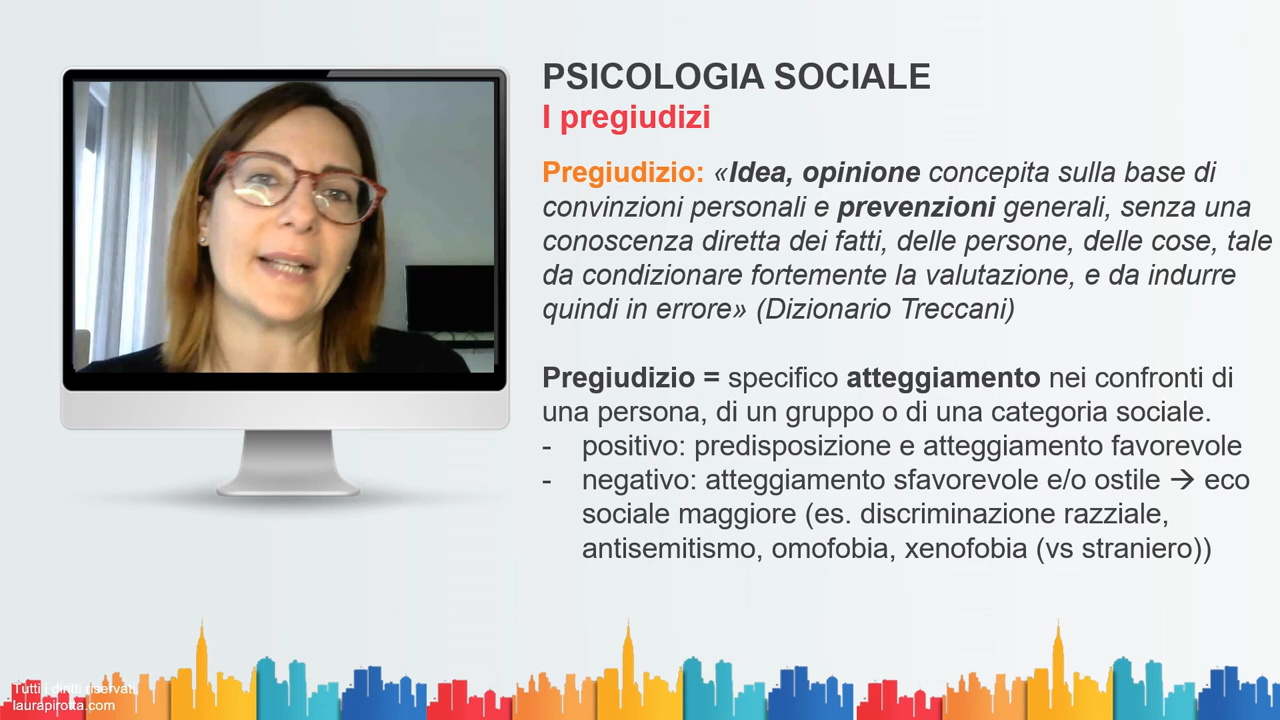 PSICOLOGIA SOCIALE
I pregiudizi
Pregiudizio: «Idea, opinione concepita sulla base di
convinzioni personali e prevenzioni generali, senza una
conoscenza diretta dei fatti, delle persone, delle cose, tale
da condizionare fortemente la valutazione, e da indurre
quindi in errore» (Dizionario Treccani)
Pregiudizio = specifico atteggiamento nei confronti di
una persona, di un gruppo o di una categoria sociale.
- positivo: predisposizione e atteggiamento favorevole
- negativo: atteggiamento sfavorevole e/o ostile → eco
sociale maggiore (es. discriminazione razziale,
antisemitismo, omofobia, xenofobia (vs straniero))
Tutti i diritti riservati
laurapirotta.com